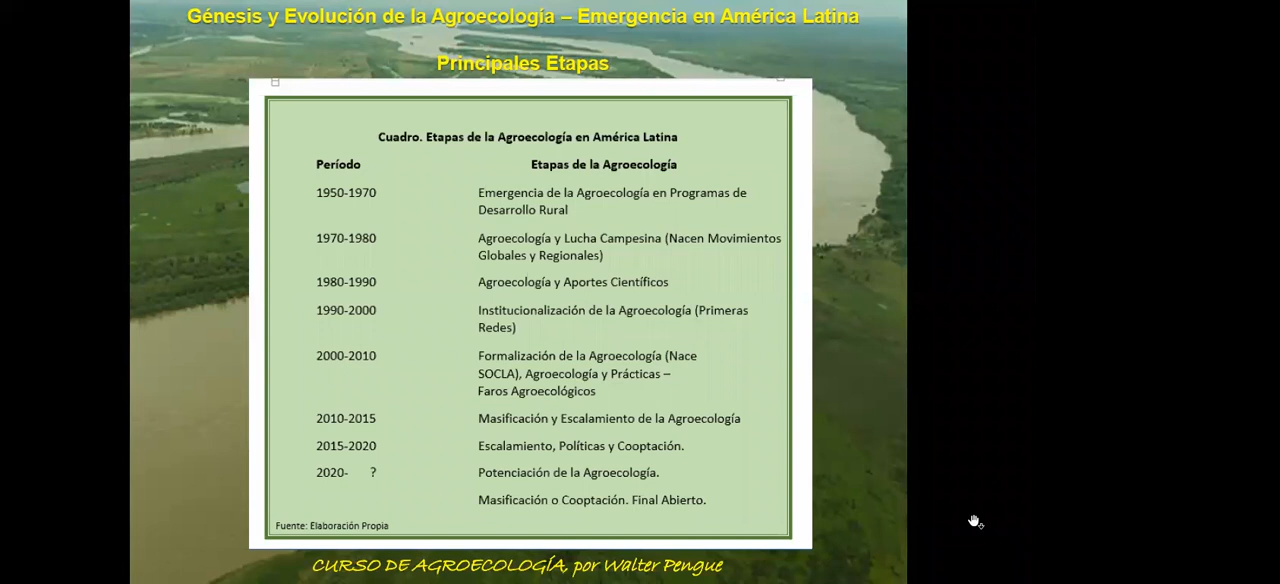 Génesis y Evolución de la Agroecología – Emergencia en América Latina
Principales Etapas
Cuadro. Etapas de la Agroecología en América Latina
Período Etapas de la Agroecología
1950-1970 Emergencia de la Agroecología en Programas de
Desarrollo Rural
1970-1980 Agroecología y Lucha Campesina (Nacen Movimientos
Globales y Regionales)
1980-1990 Agroecología y Aportes Científicos
1990-2000 Institucionalización de la Agroecología (Primeras
Redes)
2000-2010 Formalización de la Agroecología (Nace
SOCLA), Agroecología y Prácticas –
Faros Agroecológicos
2010-2015 Masificación y Escalamiento de la Agroecología
2015-2020 Escalamiento, Políticas y Cooptación.
2020- ? Potenciación de la Agroecología.
Masificación o Cooptación. Final Abierto.
Fuente: Elaboración Propia
CURSO DE AGROECOLOGÍA, por Walter Pengue